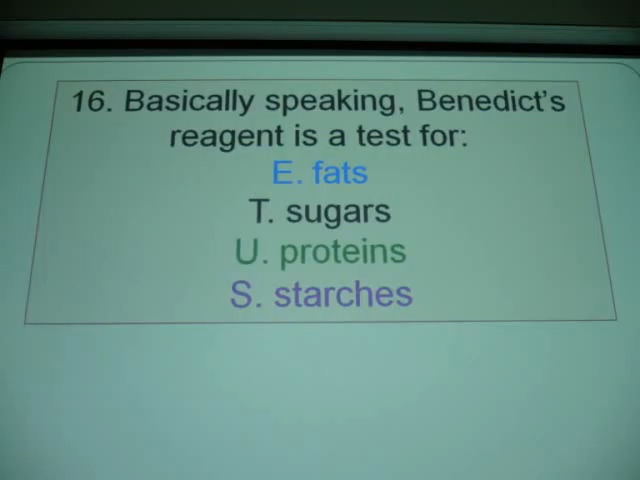 16. Basically speaking, Benedict's
reagent is a test for:
E. fats
T. sugars
U. proteins
S. starches